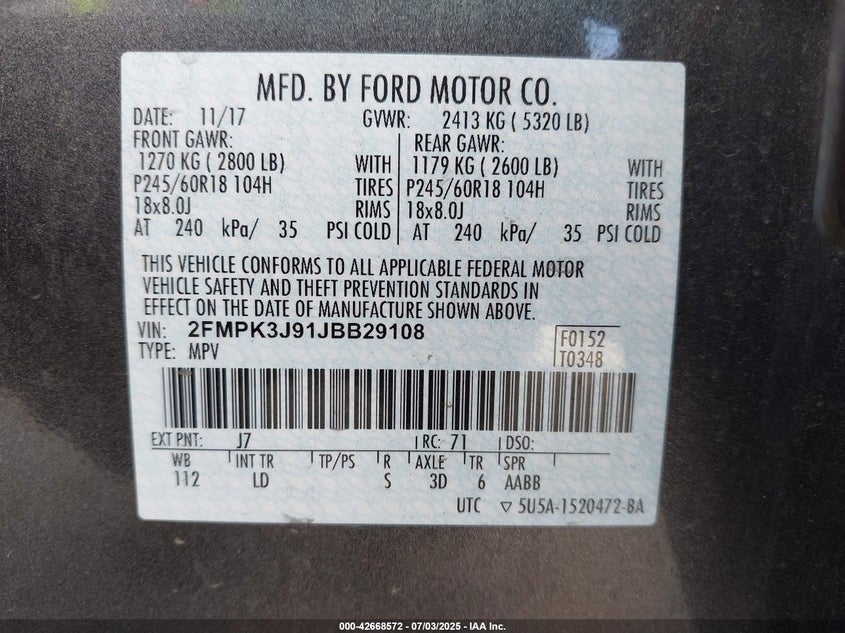 MFD. BY FORD MOTOR CO.
DATE: 11/17 GVWR: 2413 KG ( 5320 LB)
FRONT GAWR: REAR GAWR:
1270 KG ( 2800 LB) WITH 1179 KG ( 2600 LB) WITH
P245/60R18 104H TIRES P245/60R18 104H TIRES
18x8.0J RIMS 18x8.0J RIMS
AT 240 kPa/ 35 PSI COLD AT 240 kPa/ 35 PSI COLD
THIS VEHICLE CONFORMS TO ALL APPLICABLE FEDERAL MOTOR
VEHICLE SAFETY AND THEFT PREVENTION STANDARDS IN
EFFECT ON THE DATE OF MANUFACTURE SHOWN ABOVE.
VIN: 2FMPK3J91JBB29108 F0152
TYPE: MPV T0348
EXT PNT: J7 RC: 71 DSO:
WB INT TR TP/PS R AXLE TR SPR
112 LD S 3D 6 AABB
UTC ▽ 5U5A-1520472-BA
000-42668572 | 07/03/2025 - IAA Inc.